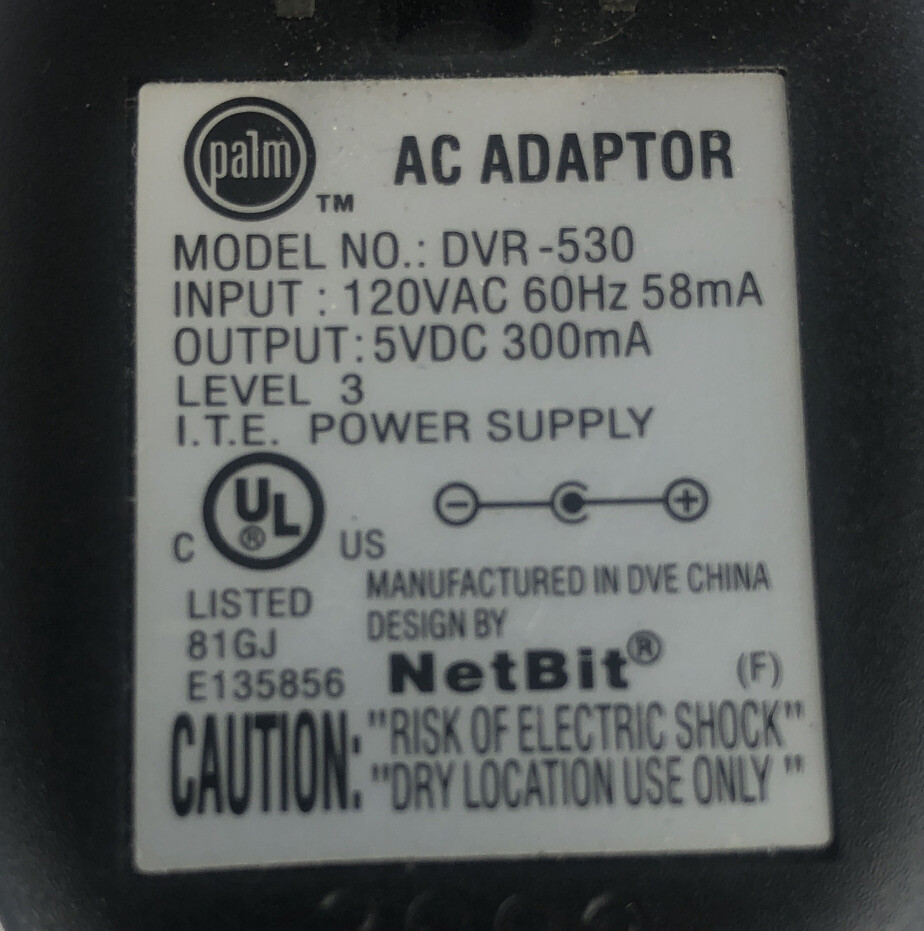 palm
TM
AC ADAPTOR
MODEL NO.: DVR-530
INPUT : 120VAC 60Hz 58mA
OUTPUT: 5VDC 300mA
LEVEL 3
I.T.E. POWER SUPPLY
C UL® US
LISTED
81GJ
E135856
MANUFACTURED IN DVE CHINA
DESIGN BY
NetBit® (F)
CAUTION: "RISK OF ELECTRIC SHOCK"
"DRY LOCATION USE ONLY "